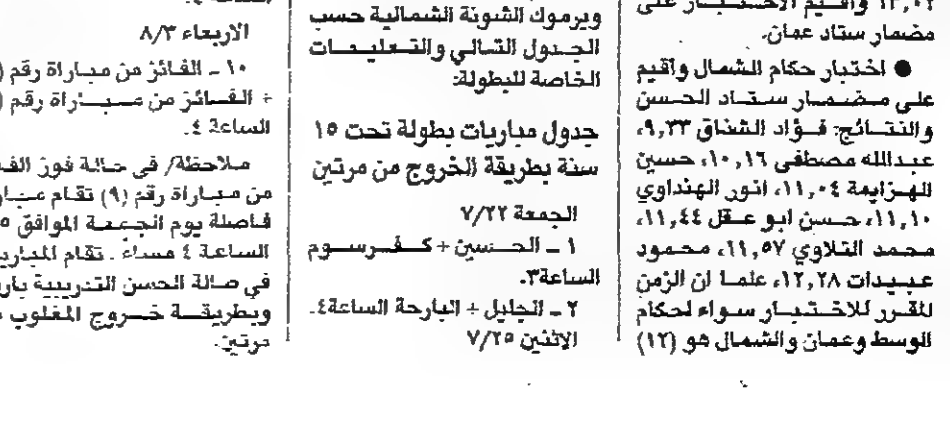 ١٢,٠٢ واقيم الاختبار على
مضمار ستاد عمان.
● اختبار حكام الشمال واقيم
على مضمار ستاد الحسن
والنتائج: فؤاد الشناق ٩,٣٣،
عبدالله مصطفى ١٠,١٦، حسين
الهزايمة ١١,٠٤، انور الهنداوي
١١,١٠، حسن ابو عقل ١١,٤٤،
محمد التلاوي ١١,٥٧، محمود
عبيدات ١٢,٢٨، علما ان الزمن
المقرر للاختبار سواء لحكام
الوسط وعمان والشمال هو (١٢)
ويرموك الشونة الشمالية حسب
الجدول التالي والتعليمات
الخاصة للبطولة:
جدول مباريات بطولة تحت ١٥
سنة بطريقة الخروج من مرتين
الجمعة ٧/٢٢
١ ـ الحسين + كفرسوم
الساعة٣.
٢ ـ الجليل + البارحة الساعة٤.
الاثنين ٧/٢٥
الاربعاء ٨/٣
١٠ ـ الفائز من مباراة رقم
+ الفائز من مباراة رقم
الساعة ٤.
ملاحظة/ في حالة فوز
من مباراة رقم (٩) تقام
فاصلة يوم الجمعة الموافق ٥
الساعة ٤ مساءً . تقام
في صالة الحسن التدريبية
وبطريقة خروج المغلوب
مرتين.